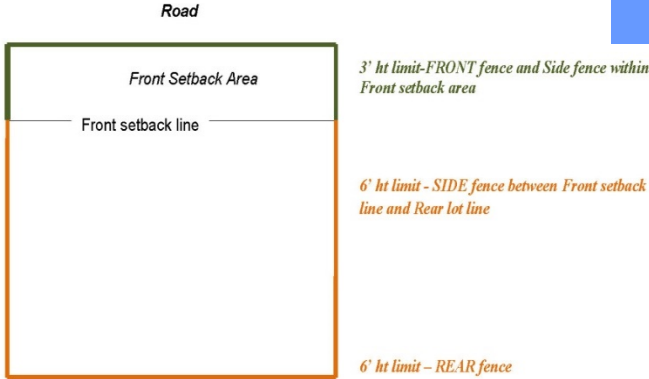 Road
Front Setback Area
3' ht limit-FRONT fence and Side fence within
Front setback area
Front setback line
6' ht limit - SIDE fence between Front setback
line and Rear lot line
6' ht limit – REAR fence